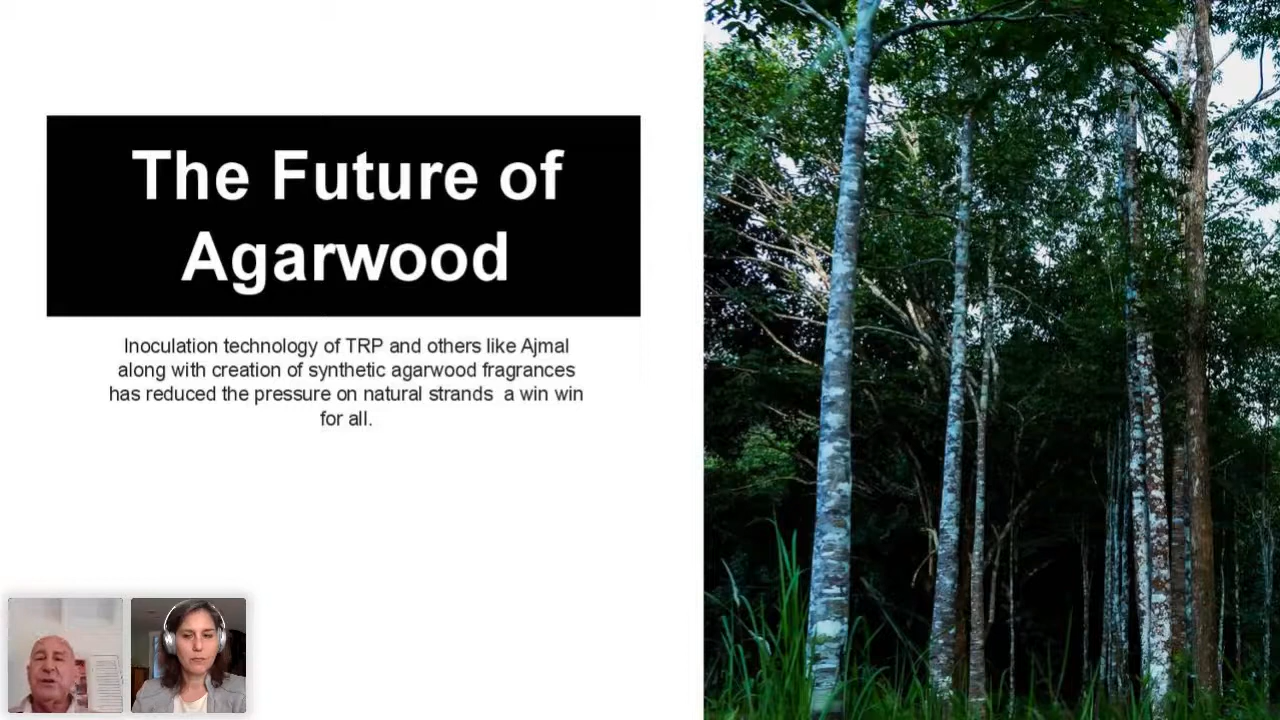 The Future of
Agarwood
Inoculation technology of TRP and others like Ajmal
along with creation of synthetic agarwood fragrances
has reduced the pressure on natural strands  a win win
for all.